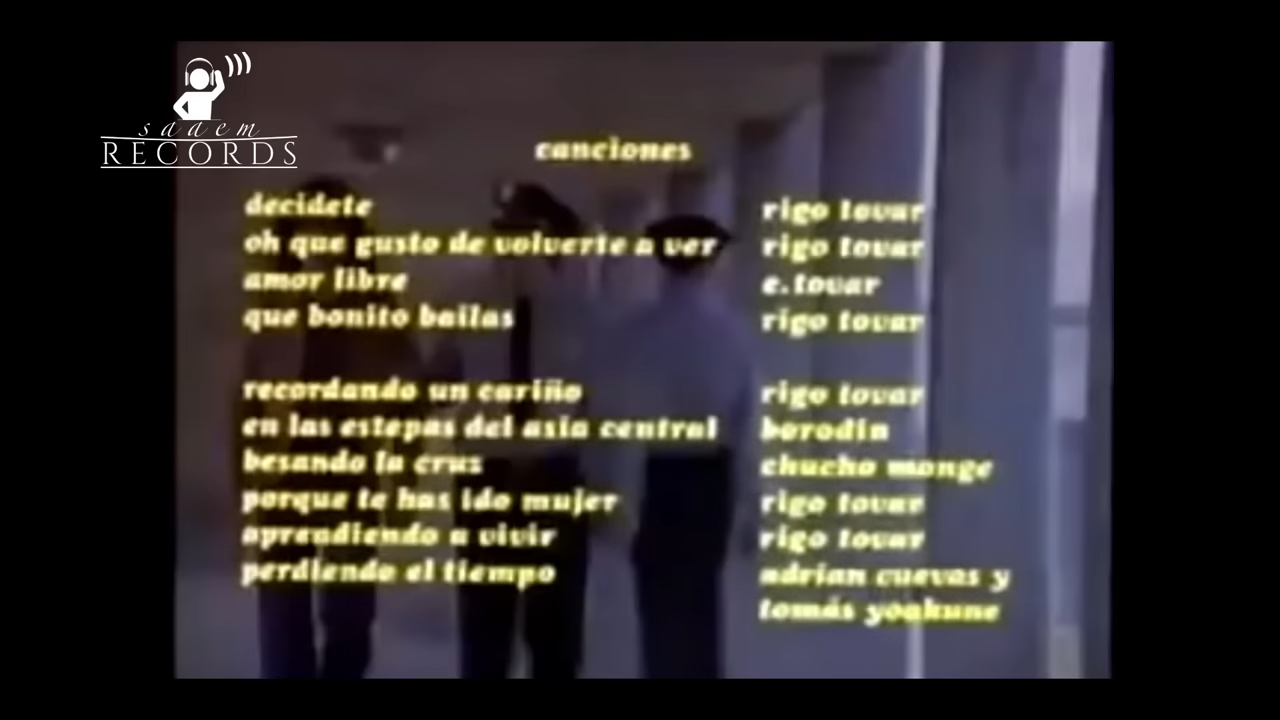 saaem
RECORDS
canciones
decidete rigo tovar
oh que gusto de volverte a ver rigo tovar
amor libre e.tovar
que bonito bailas rigo tovar
recordando un cariño rigo tovar
en las estepas del asia central borodin
besando la cruz chucho monge
porque te has ido mujer rigo tovar
aprendiendo a vivir rigo tovar
perdiendo el tiempo adrian cuevas y
tomás yoakune